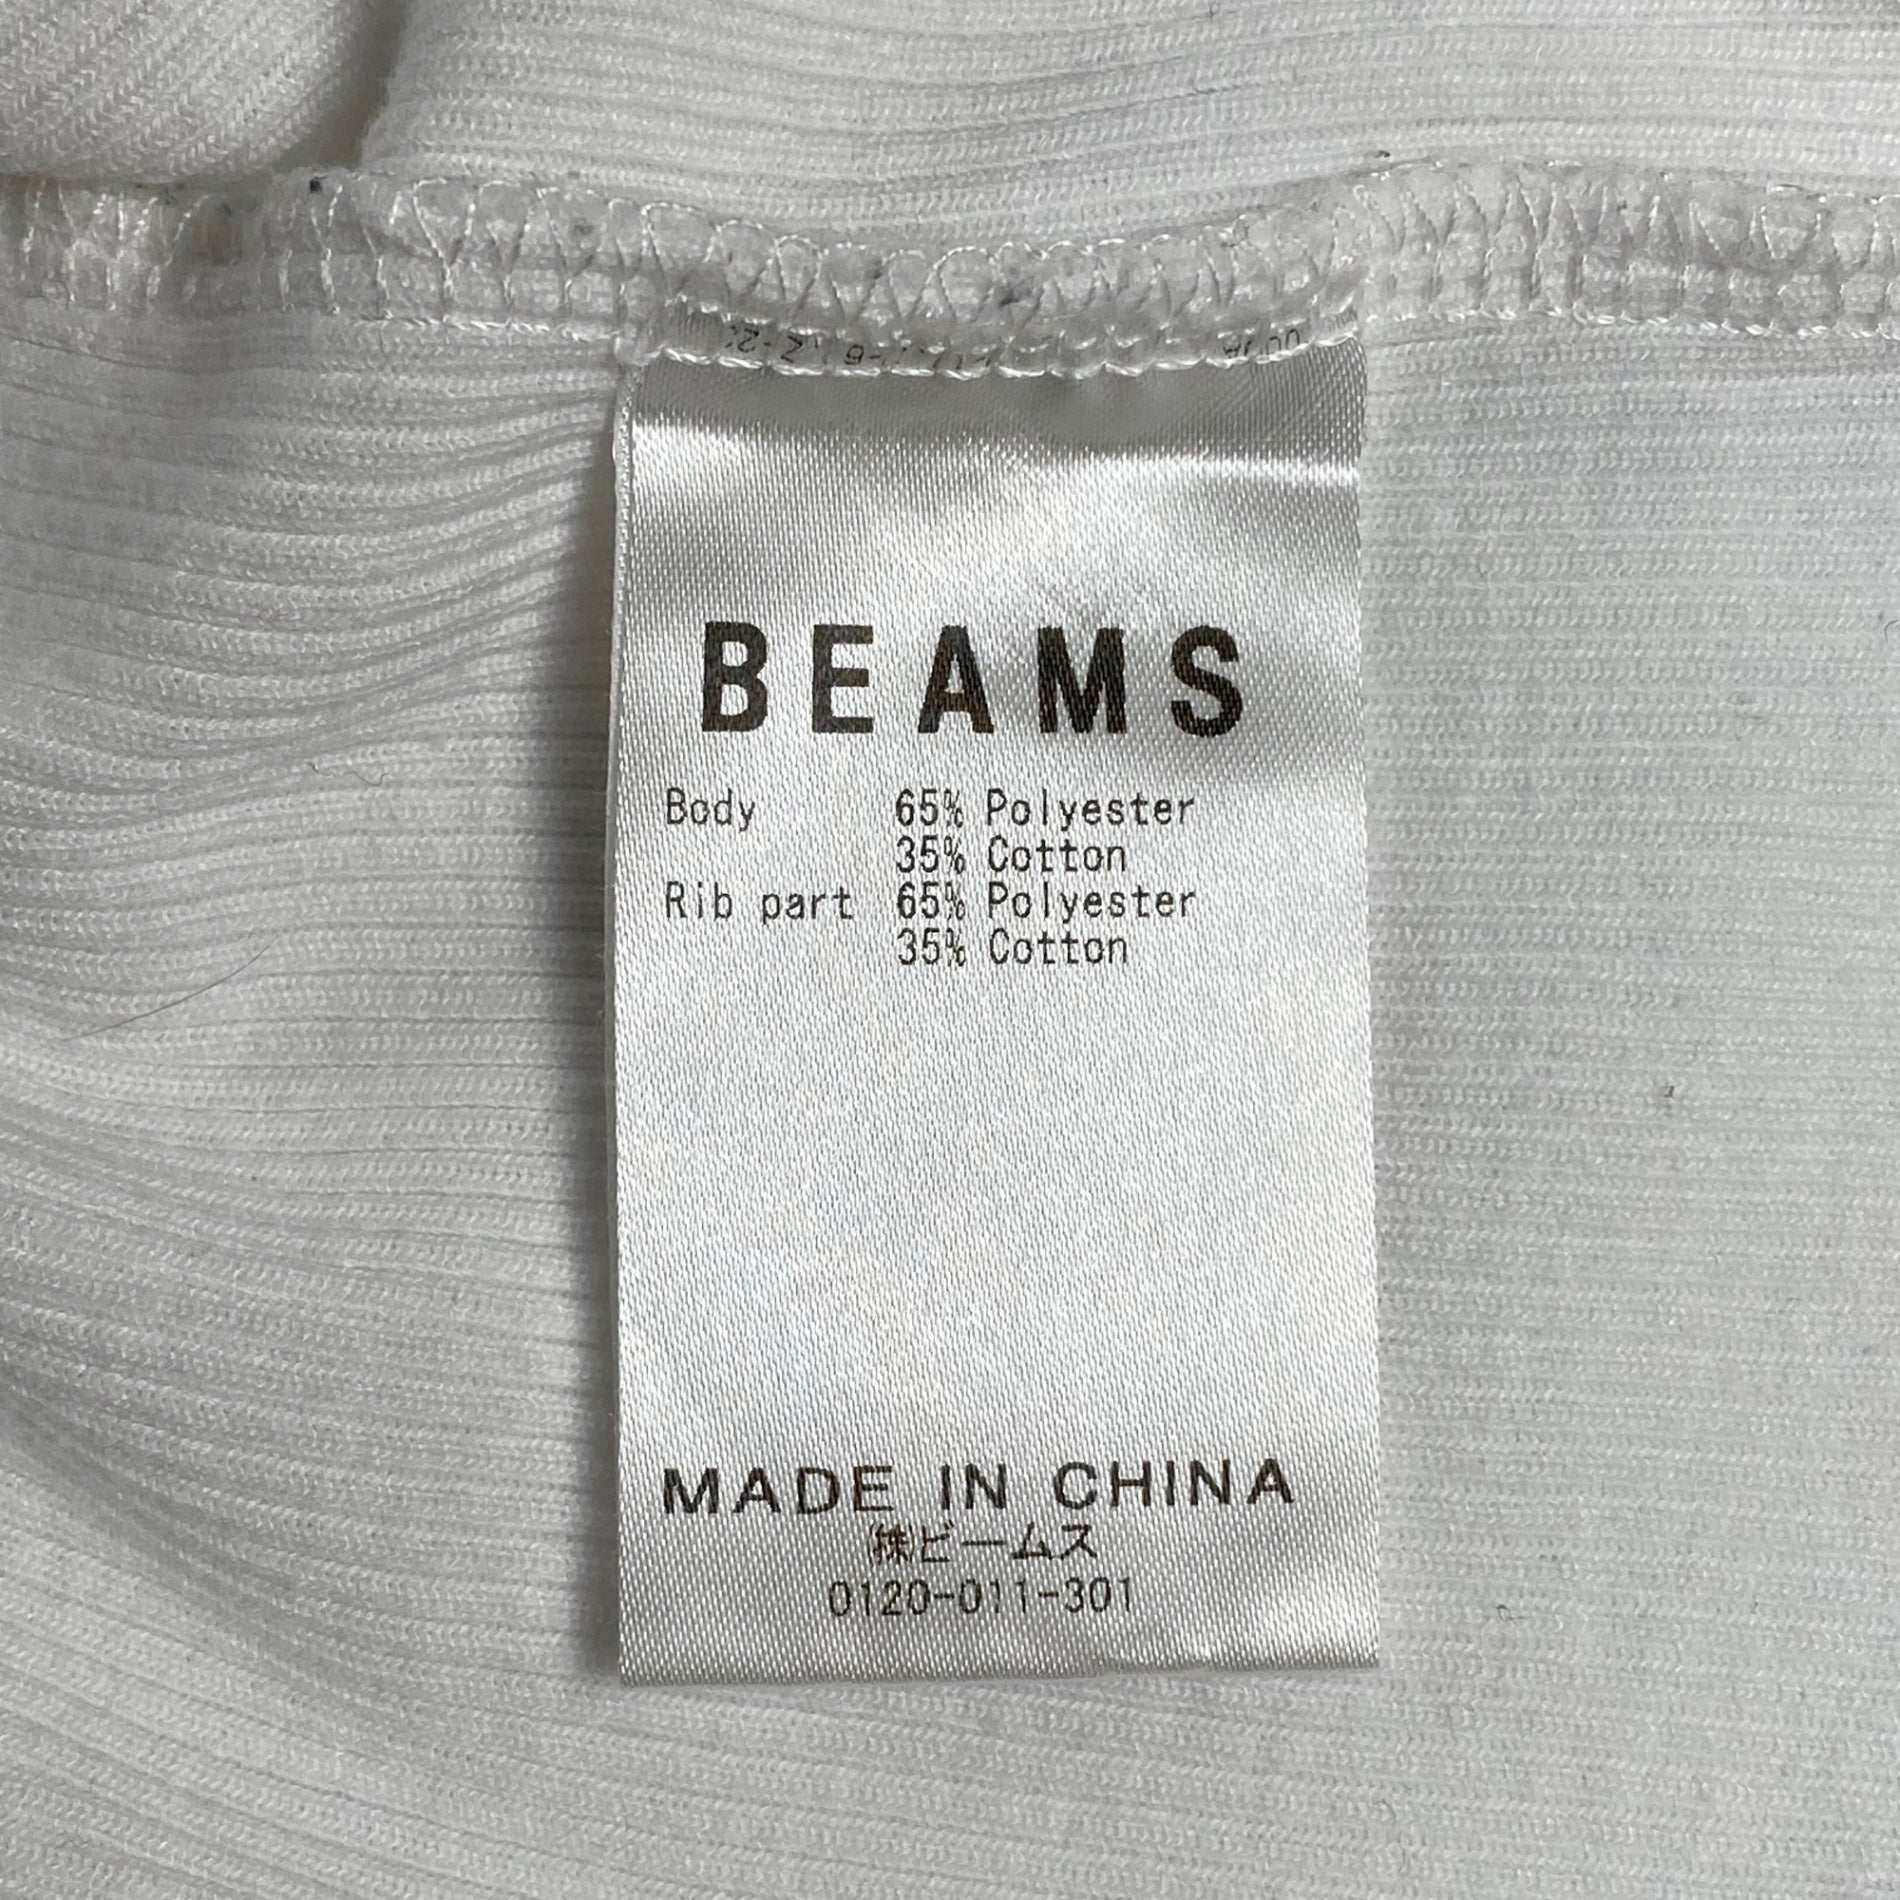 BEAMS
Body 65% Polyester
35% Cotton
Rib part 65% Polyester
35% Cotton
MADE IN CHINA
㈱ビームス
0120-011-301